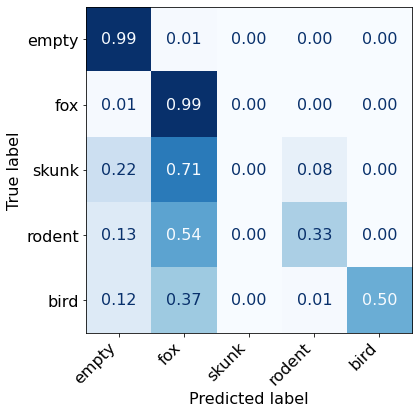 empty 0.99 0.01 0.00 0.00 0.00
fox 0.01 0.99 0.00 0.00 0.00
skunk 0.22 0.71 0.00 0.08 0.00
rodent 0.13 0.54 0.00 0.33 0.00
bird 0.12 0.37 0.00 0.01 0.50
True label
empty fox skunk rodent bird
Predicted label